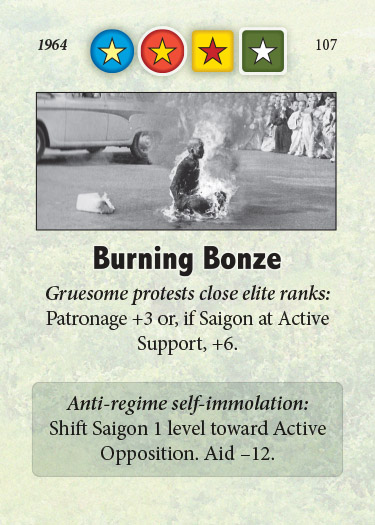 1964 107
Burning Bonze
Gruesome protests close elite ranks:
Patronage +3 or, if Saigon at Active
Support, +6.
Anti-regime self-immolation:
Shift Saigon 1 level toward Active
Opposition. Aid –12.